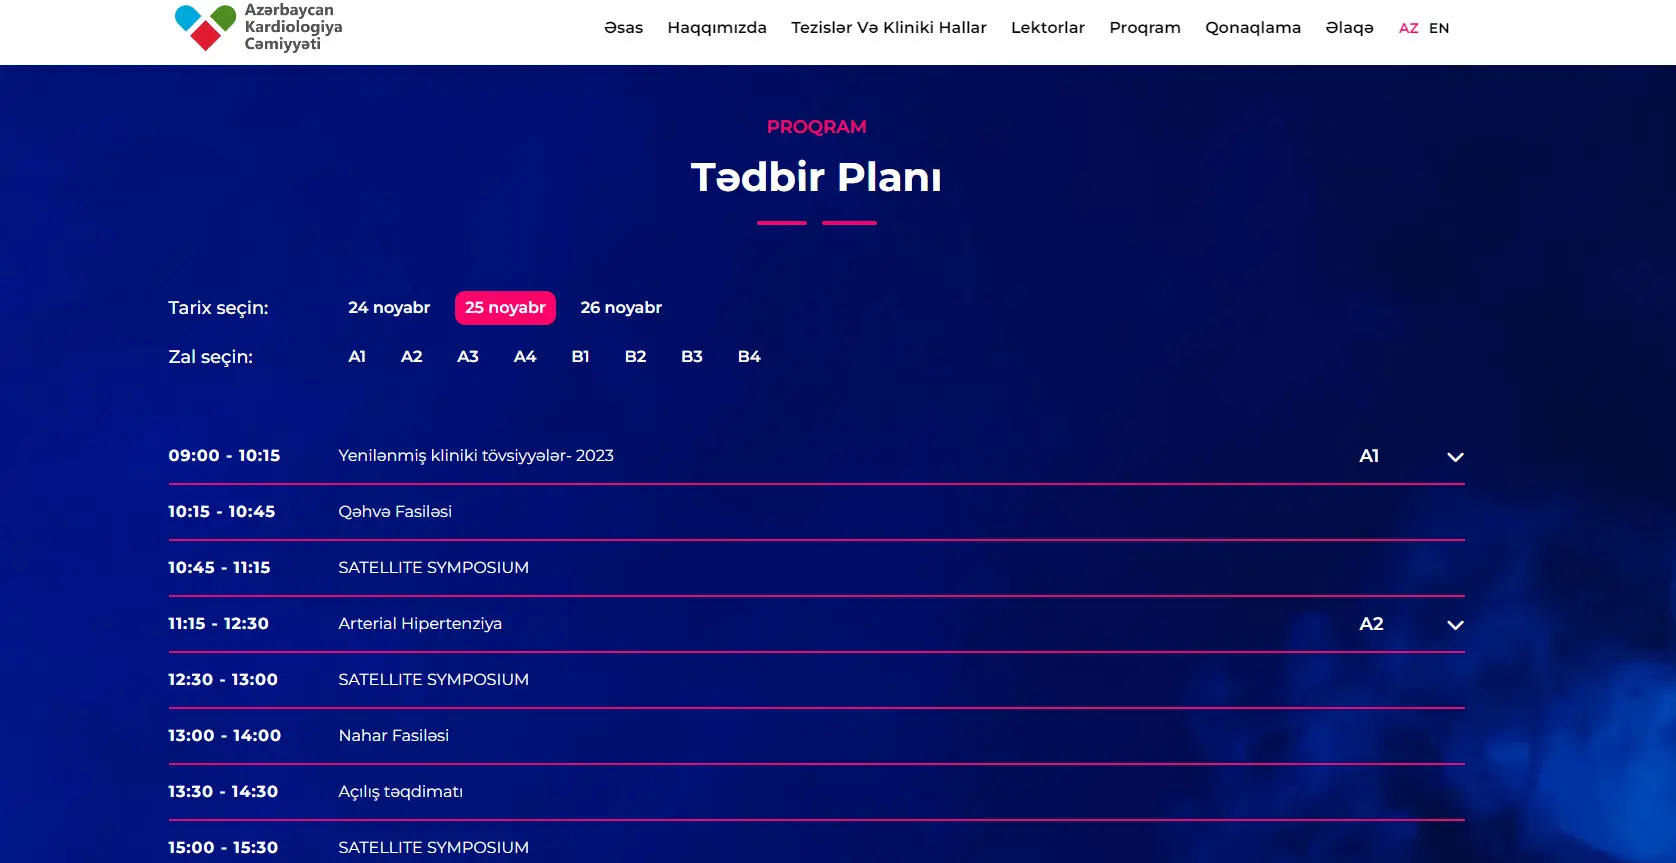 Azərbaycan
Kardiologiya
Cəmiyyəti
Əsas Haqqımızda Tezislər Və Kliniki Hallar Lektorlar Proqram Qonaqlama Əlaqə AZ EN
PROQRAM
Tədbir Planı
Tarix seçin: 24 noyabr 25 noyabr 26 noyabr
Zal seçin: A1 A2 A3 A4 B1 B2 B3 B4
09:00 - 10:15 Yenilənmiş kliniki tövsiyyələr- 2023 A1
10:15 - 10:45 Qəhvə Fasiləsi
10:45 - 11:15 SATELLITE SYMPOSIUM
11:15 - 12:30 Arterial Hipertenziya A2
12:30 - 13:00 SATELLITE SYMPOSIUM
13:00 - 14:00 Nahar Fasiləsi
13:30 - 14:30 Açılış təqdimatı
15:00 - 15:30 SATELLITE SYMPOSIUM